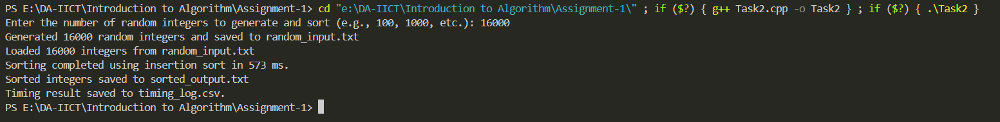 PS E:\DA-IICT\Introduction to Algorithm\Assignment-1> cd "e:\DA-IICT\Introduction to Algorithm\Assignment-1\" ; if ($?) { g++ Task2.cpp -o Task2 } ; if ($?) { .\Task2 }
Enter the number of random integers to generate and sort (e.g., 100, 1000, etc.): 16000
Generated 16000 random integers and saved to random_input.txt
Loaded 16000 integers from random_input.txt
Sorting completed using insertion sort in 573 ms.
Sorted integers saved to sorted_output.txt
Timing result saved to timing_log.csv.
PS E:\DA-IICT\Introduction to Algorithm\Assignment-1>